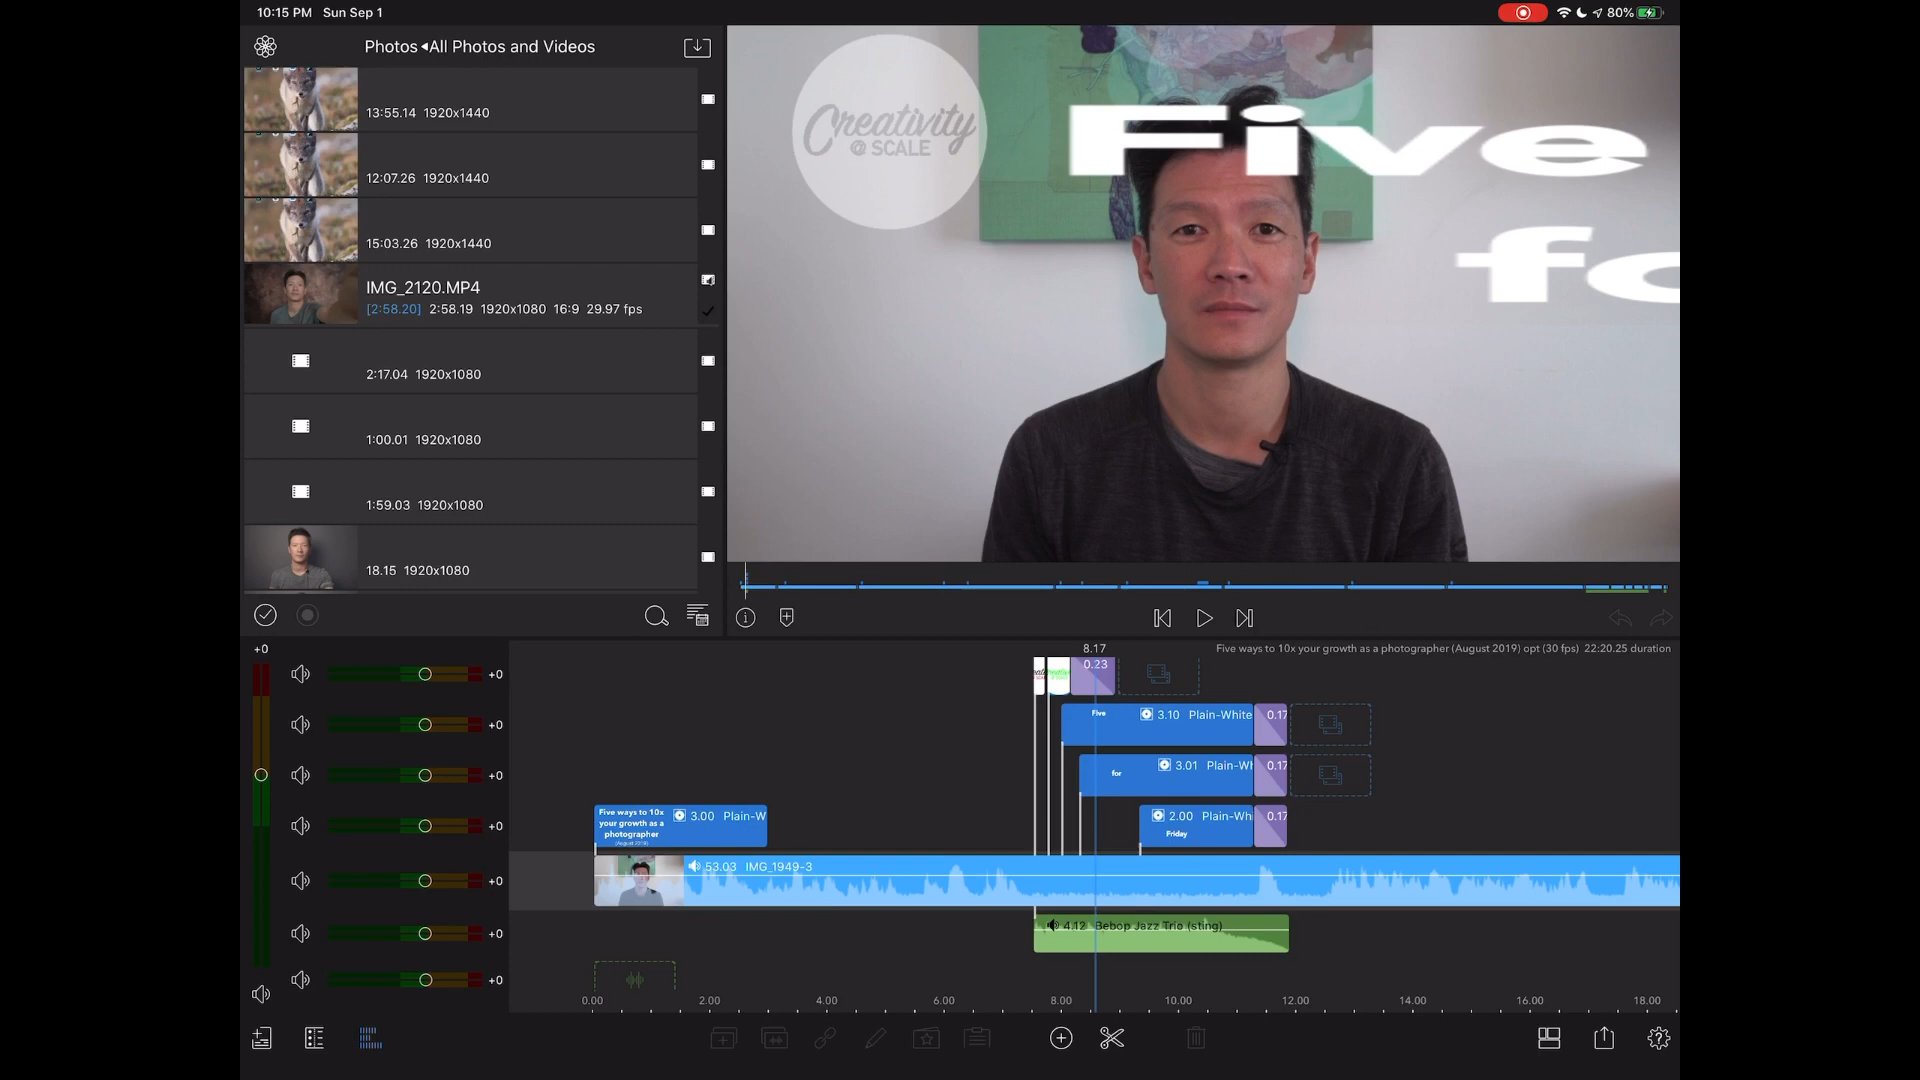 10:15 PM Sun Sep 1
80%
Photos ◂All Photos and Videos
13:55.14 1920x1440
12:07.26 1920x1440
15:03.26 1920x1440
IMG_2120.MP4
[2:58.20] 2:58.19 1920x1080 16:9 29.97 fps
2:17.04 1920x1080
1:00.01 1920x1080
1:59.03 1920x1080
18.15 1920x1080
Creativity
@ SCALE
Five
fo
+0
8.17
Five ways to 10x your growth as a photographer (August 2019) opt (30 fps) 22:20.25 duration
+0
0.23
+0
Five
3.10 Plain-White
0.17
+0
for
3.01 Plain-Wh
0.17
+0
Five ways to 10x
your growth as a
photographer
(August 2019)
3.00 Plain-W
2.00 Plain-Whi
Friday
0.17
+0
53.03 IMG_1949-3
+0
4.12 Bebop Jazz Trio (sting)
+0
0.00 2.00 4.00 6.00 8.00 10.00 12.00 14.00 16.00 18.00